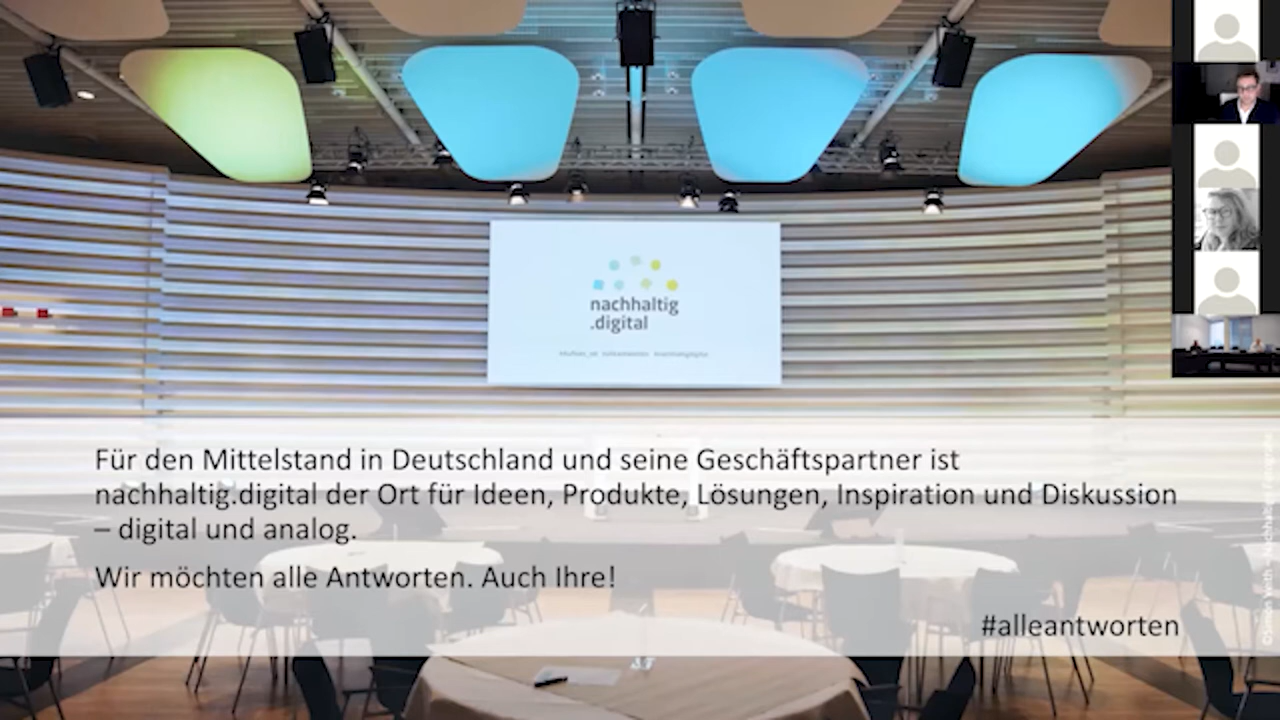 nachhaltig
.digital
Für den Mittelstand in Deutschland und seine Geschäftspartner ist
nachhaltig.digital der Ort für Ideen, Produkte, Lösungen, Inspiration und Diskussion
– digital und analog.
Wir möchten alle Antworten. Auch Ihre!
#alleantworten